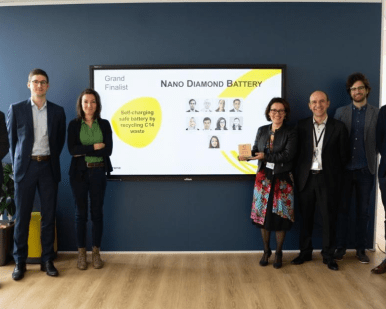 Grand
Finalist
NANO DIAMOND BATTERY
Self-charging
safe battery by
recycling C14
waste